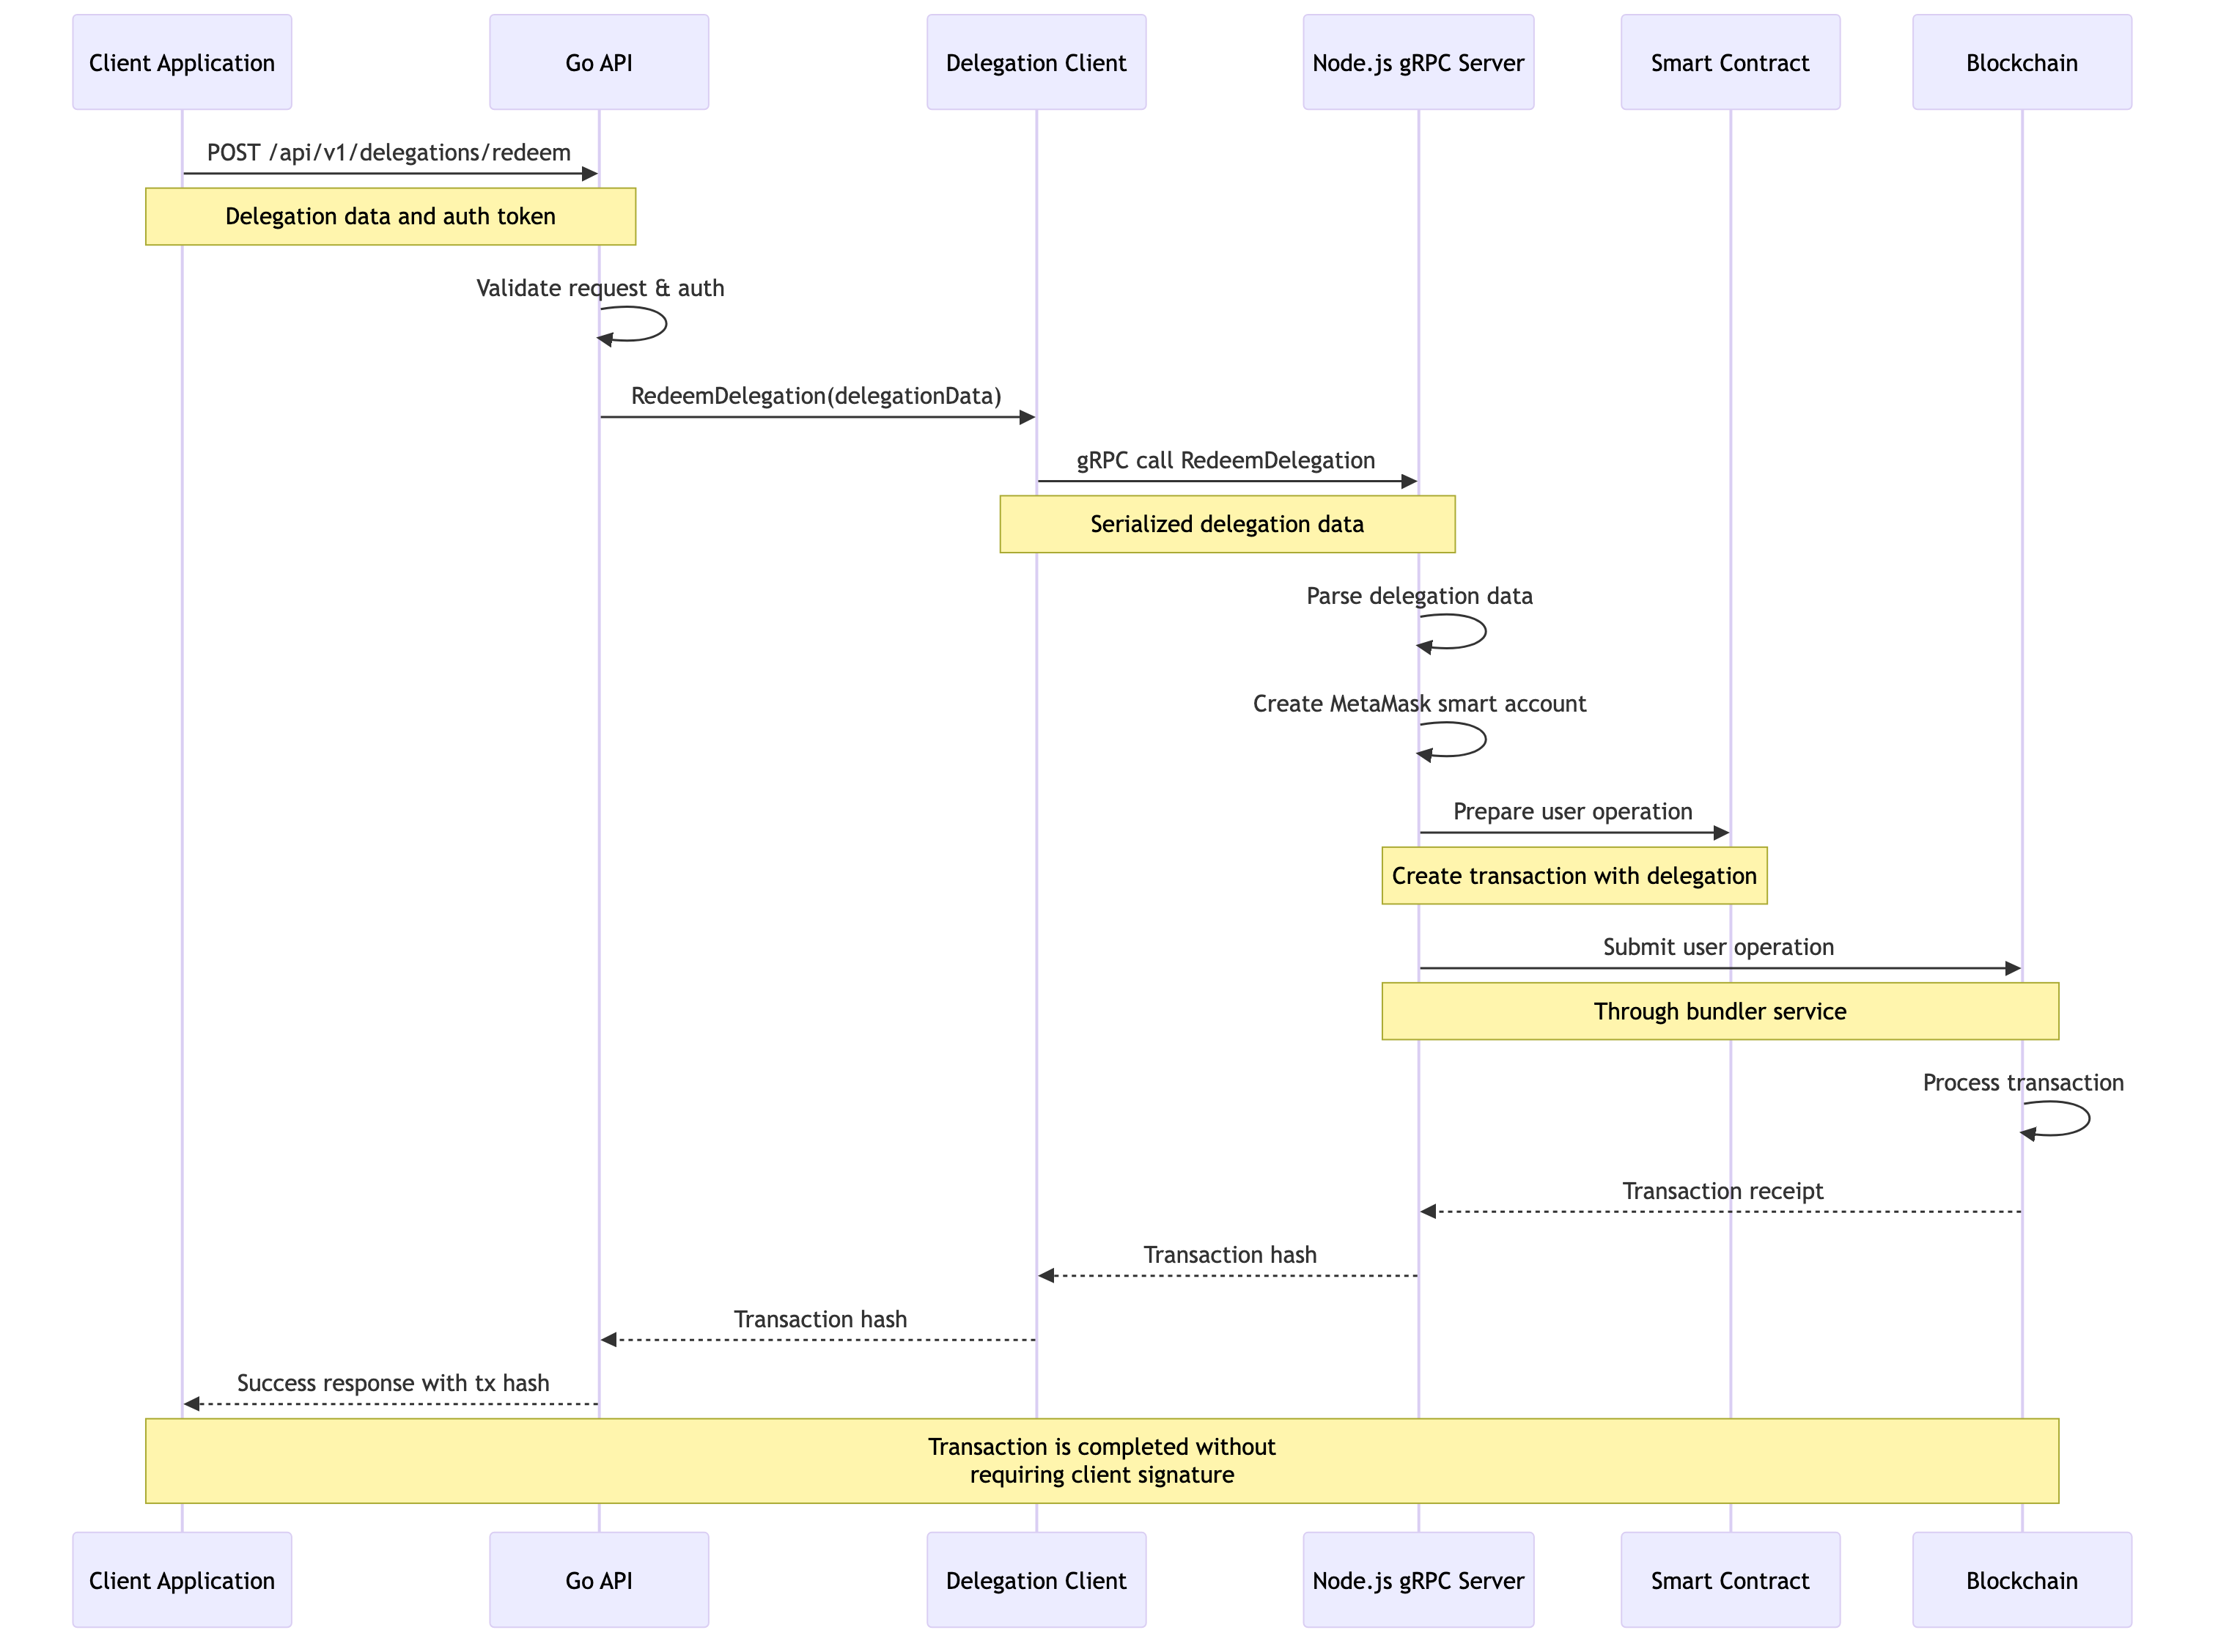 Client Application
Go API
Delegation Client
Node.js gRPC Server
Smart Contract
Blockchain
POST /api/v1/delegations/redeem
Delegation data and auth token
Validate request & auth
RedeemDelegation(delegationData)
gRPC call RedeemDelegation
Serialized delegation data
Parse delegation data
Create MetaMask smart account
Prepare user operation
Create transaction with delegation
Submit user operation
Through bundler service
Process transaction
Transaction receipt
Transaction hash
Transaction hash
Success response with tx hash
Transaction is completed without
requiring client signature
Client Application
Go API
Delegation Client
Node.js gRPC Server
Smart Contract
Blockchain